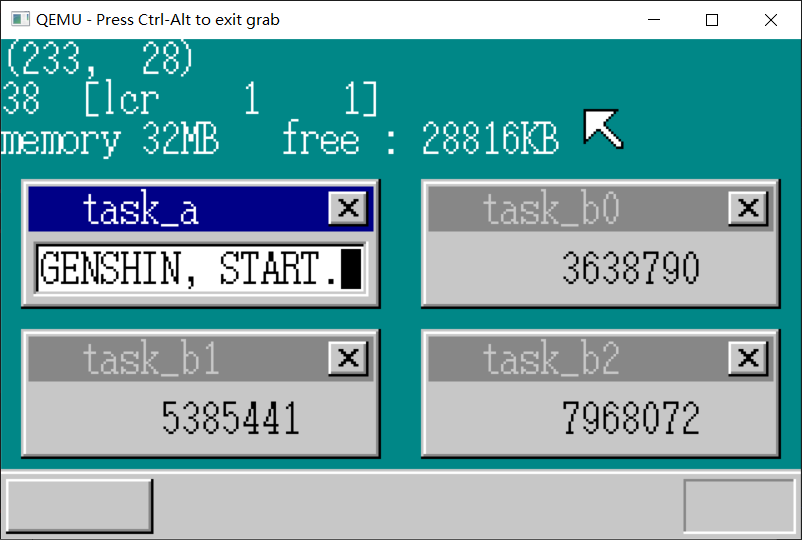 QEMU - Press Ctrl-Alt to exit grab
(233,  28)
38  [lcr    1    1]
memory 32MB   free : 28816KB
task_a
task_b0
GENSHIN, START.
3638790
task_b1
task_b2
5385441
7968072